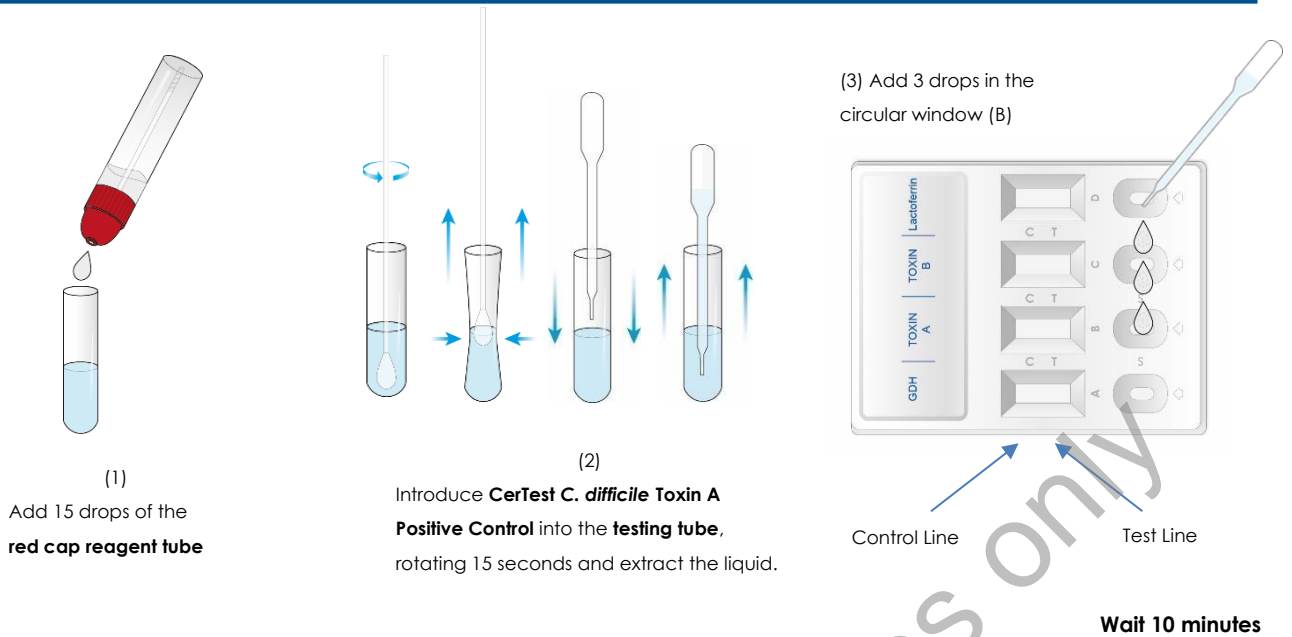 (3) Add 3 drops in the
circular window (B)
Lactoferrin
TOXIN
B
TOXIN
A
GDH
D
C T
C
C T
S
B
C T
S
A
(1)
Add 15 drops of the
red cap reagent tube
(2)
Introduce CerTest C. difficile Toxin A
Positive Control into the testing tube,
rotating 15 seconds and extract the liquid.
Control Line
Test Line
s only
Wait 10 minutes